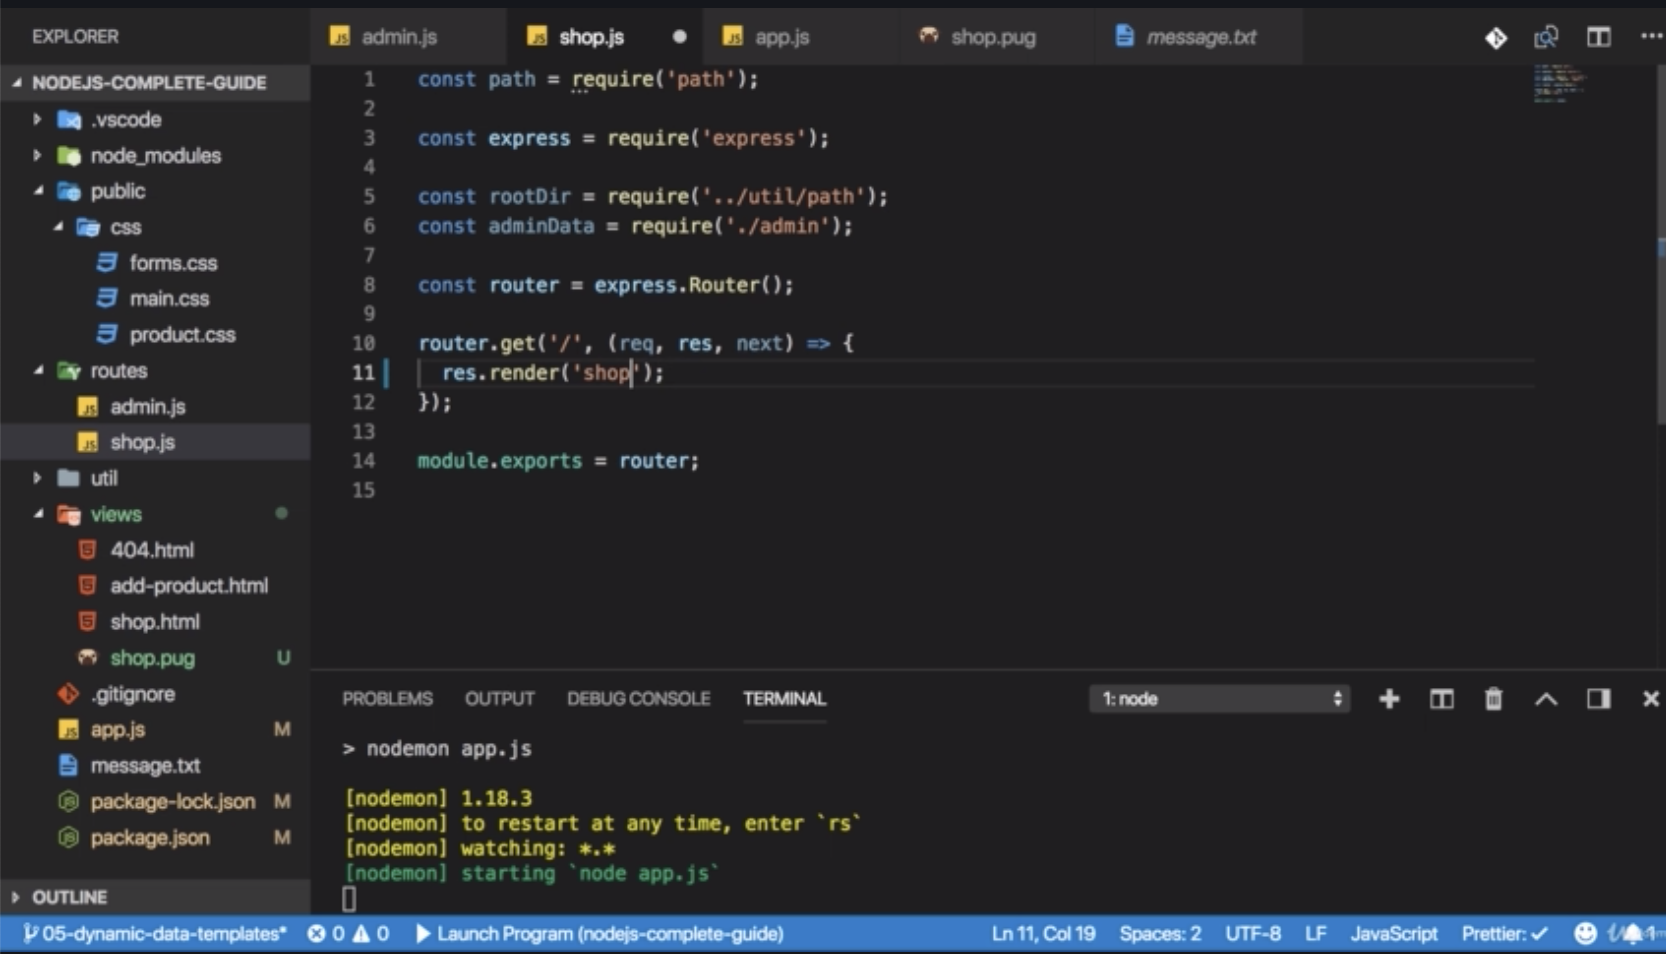 EXPLORER
NODEJS-COMPLETE-GUIDE
.vscode
node_modules
public
css
forms.css
main.css
product.css
routes
admin.js
shop.js
util
views
404.html
add-product.html
shop.html
shop.pug U
.gitignore
app.js M
message.txt
package-lock.json M
package.json M
OUTLINE
admin.js shop.js app.js shop.pug message.txt
1 const path = require('path');
2
3 const express = require('express');
4
5 const rootDir = require('../util/path');
6 const adminData = require('./admin');
7
8 const router = express.Router();
9
10 router.get('/', (req, res, next) => {
11 res.render('shop');
12 });
13
14 module.exports = router;
15
PROBLEMS OUTPUT DEBUG CONSOLE TERMINAL 1: node
> nodemon app.js
[nodemon] 1.18.3
[nodemon] to restart at any time, enter `rs`
[nodemon] watching: *.*
[nodemon] starting `node app.js`
05-dynamic-data-templates* 0 0 Launch Program (nodejs-complete-guide) Ln 11, Col 19 Spaces: 2 UTF-8 LF JavaScript Prettier: ✓ 1